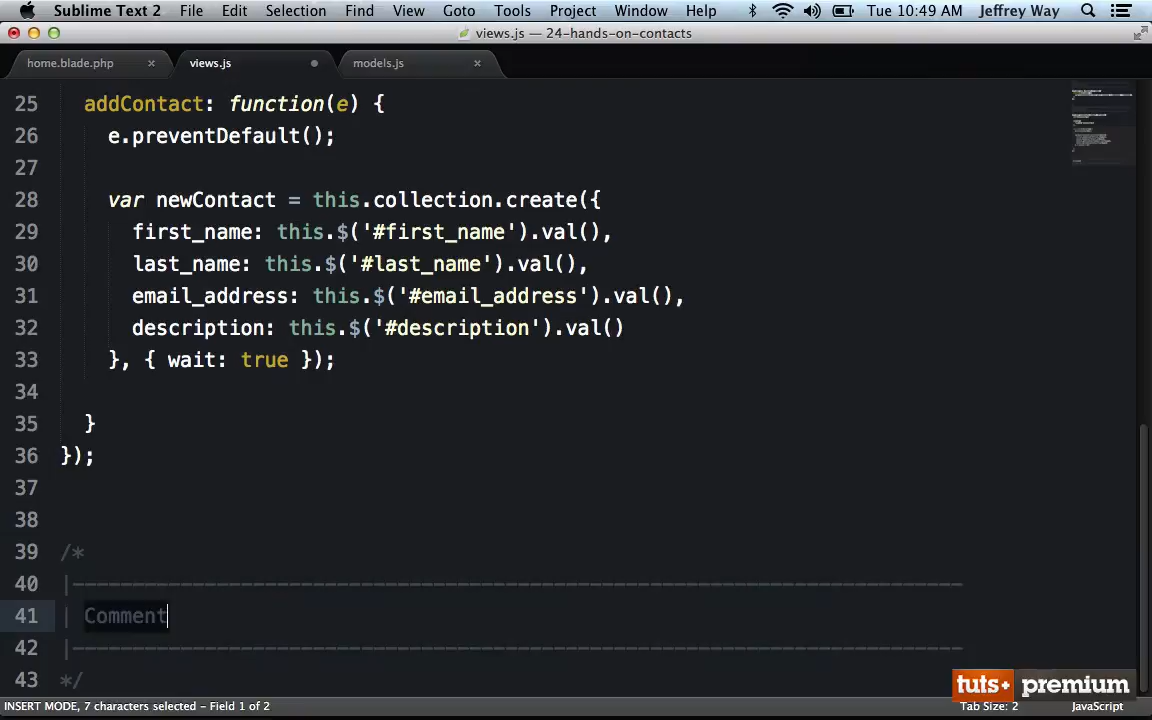 Sublime Text 2 File Edit Selection Find View Goto Tools Project Window Help Tue 10:49 AM Jeffrey Way
views.js — 24-hands-on-contacts
home.blade.php × views.js models.js ×
25 addContact: function(e) {
26 e.preventDefault();
27
28 var newContact = this.collection.create({
29 first_name: this.$('#first_name').val(),
30 last_name: this.$('#last_name').val(),
31 email_address: this.$('#email_address').val(),
32 description: this.$('#description').val()
33 }, { wait: true });
34
35 }
36 });
37
38
39 /*
40 |--------------------------------------------------------------------------
41 | Comment
42 |--------------------------------------------------------------------------
43 */
tuts+ premium
INSERT MODE, 7 characters selected - Field 1 of 2 Tab Size: 2 JavaScript